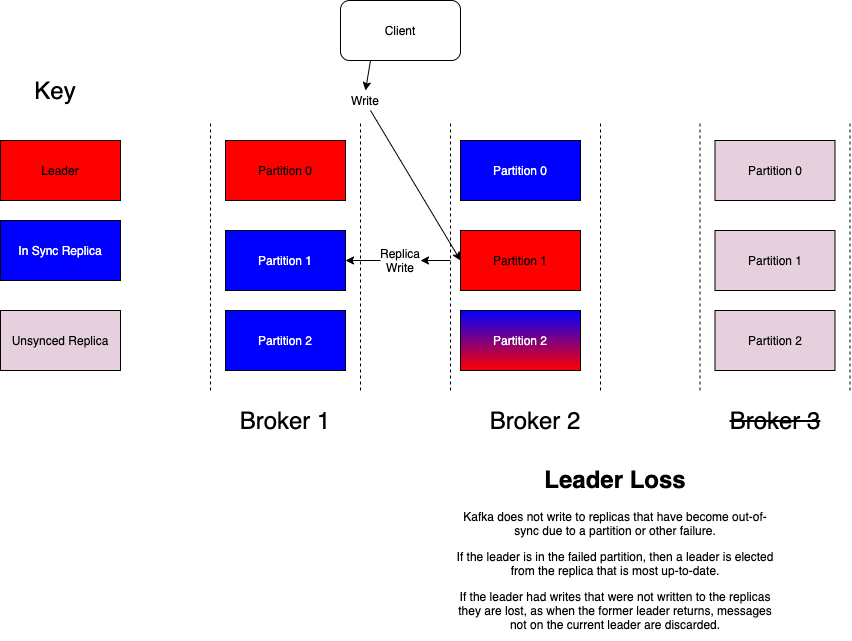 Client
Key
Write
Leader
Partition 0
Partition 0
Partition 0
In Sync Replica
Partition 1
Replica
Write
Partition 1
Partition 1
Unsynced Replica
Partition 2
Partition 2
Partition 2
Broker 1
Broker 2
Broker 3
Leader Loss
Kafka does not write to replicas that have become out-of-
sync due to a partition or other failure.
If the leader is in the failed partition, then a leader is elected
from the replica that is most up-to-date.
If the leader had writes that were not written to the replicas
they are lost, as when the former leader returns, messages
not on the current leader are discarded.